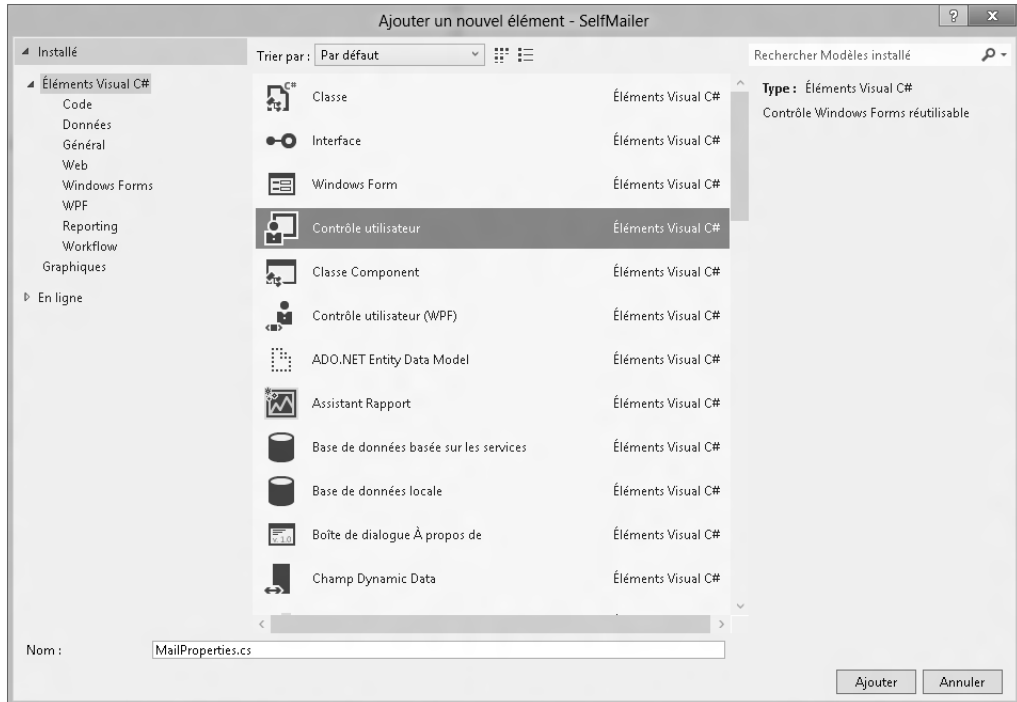 Ajouter un nouvel élément - SelfMailer
? x
Installé
Éléments Visual C#
Code
Données
Général
Web
Windows Forms
WPF
Reporting
Workflow
Graphiques
En ligne
Trier par : Par défaut
C# Classe Éléments Visual C#
Interface Éléments Visual C#
Windows Form Éléments Visual C#
Contrôle utilisateur Éléments Visual C#
Classe Component Éléments Visual C#
Contrôle utilisateur (WPF) Éléments Visual C#
ADO.NET Entity Data Model Éléments Visual C#
Assistant Rapport Éléments Visual C#
Base de données basée sur les services Éléments Visual C#
Base de données locale Éléments Visual C#
v. 1.0 Boîte de dialogue À propos de Éléments Visual C#
Champ Dynamic Data Éléments Visual C#
Rechercher Modèles installé
Type : Éléments Visual C#
Contrôle Windows Forms réutilisable
Nom : MailProperties.cs
Ajouter Annuler